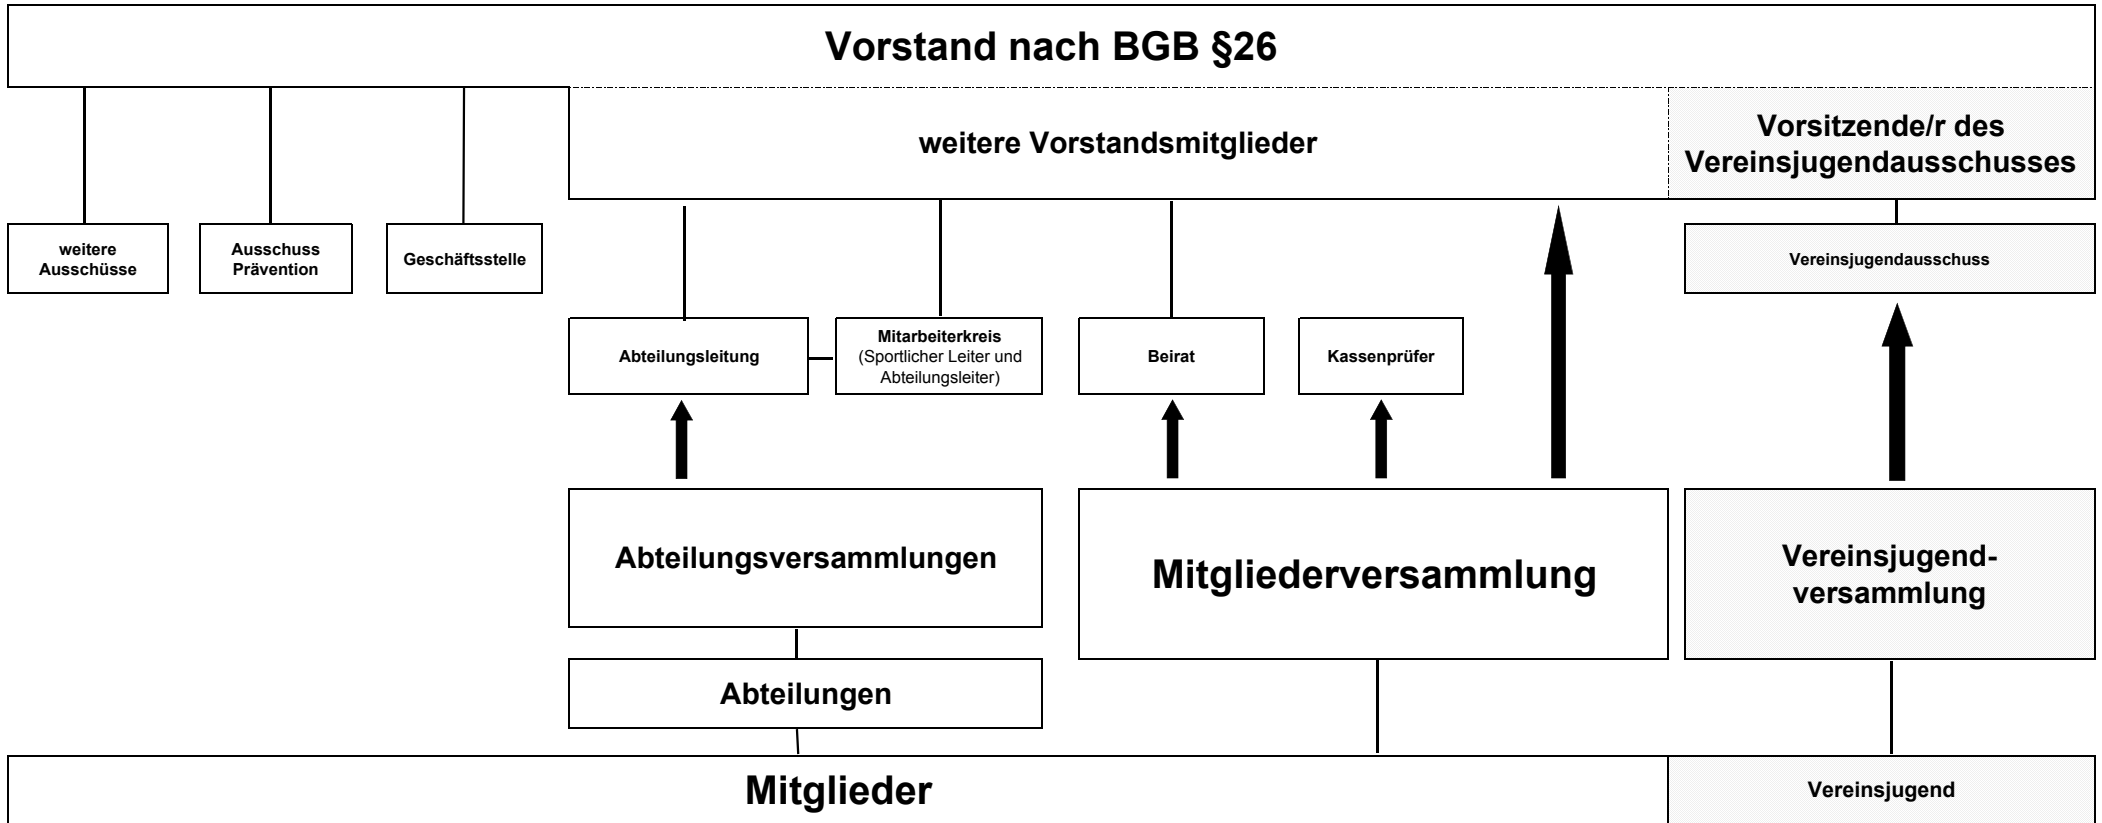 Vorstand nach BGB §26
weitere Vorstandsmitglieder
Vorsitzende/r des
Vereinsjugendausschusses
weitere
Ausschüsse
Ausschuss
Prävention
Geschäftsstelle
Vereinsjugendausschuss
Abteilungsleitung
Mitarbeiterkreis
(Sportlicher Leiter und
Abteilungsleiter)
Beirat
Kassenprüfer
Abteilungsversammlungen
Mitgliederversammlung
Vereinsjugend-
versammlung
Abteilungen
Mitglieder
Vereinsjugend